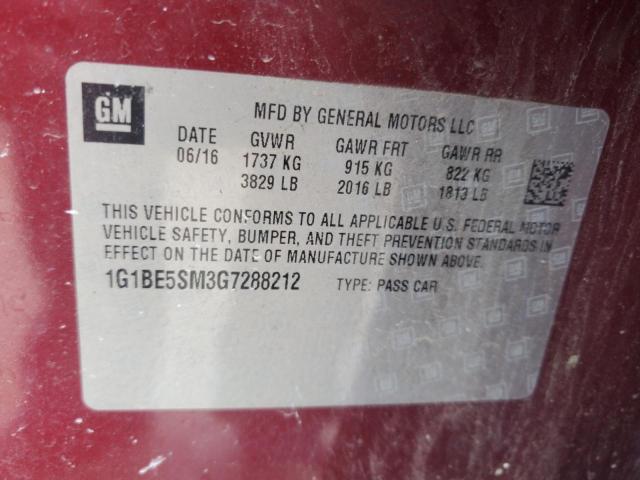 GM
MFD BY GENERAL MOTORS LLC
DATE GVWR GAWR FRT GAWR RR
06/16 1737 KG 915 KG 822 KG
3829 LB 2016 LB 1813 LB
THIS VEHICLE CONFORMS TO ALL APPLICABLE U.S. FEDERAL MOTOR
VEHICLE SAFETY, BUMPER, AND THEFT PREVENTION STANDARDS IN
EFFECT ON THE DATE OF MANUFACTURE SHOWN ABOVE.
1G1BE5SM3G7288212 TYPE: PASS CAR